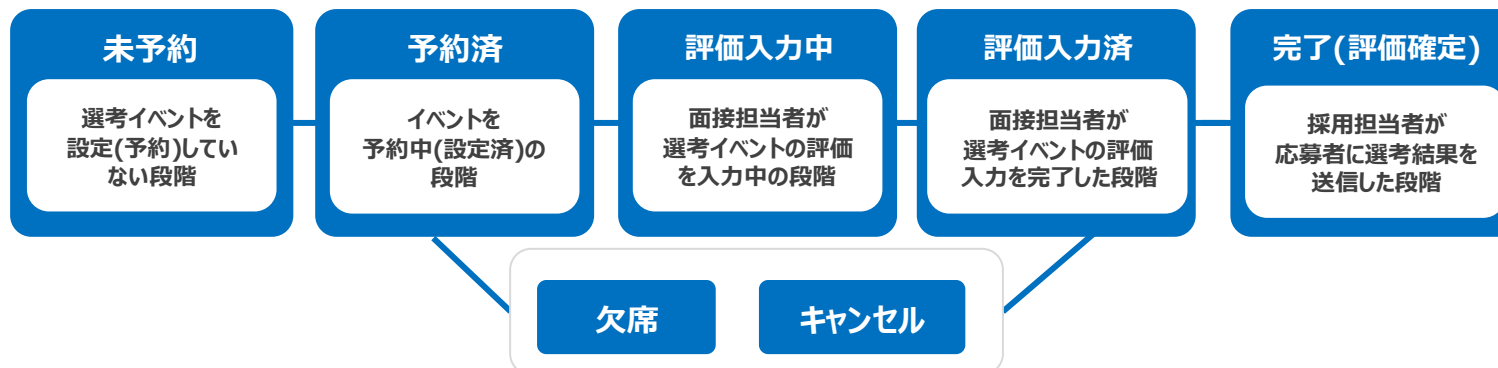 未予約
選考イベントを
設定(予約)してい
ない段階
予約済
イベントを
予約中(設定済)の
段階
評価入力中
面接担当者が
選考イベントの評価
を入力中の段階
評価入力済
面接担当者が
選考イベントの評価
入力を完了した段階
完了(評価確定)
採用担当者が
応募者に選考結果を
送信した段階
欠席
キャンセル